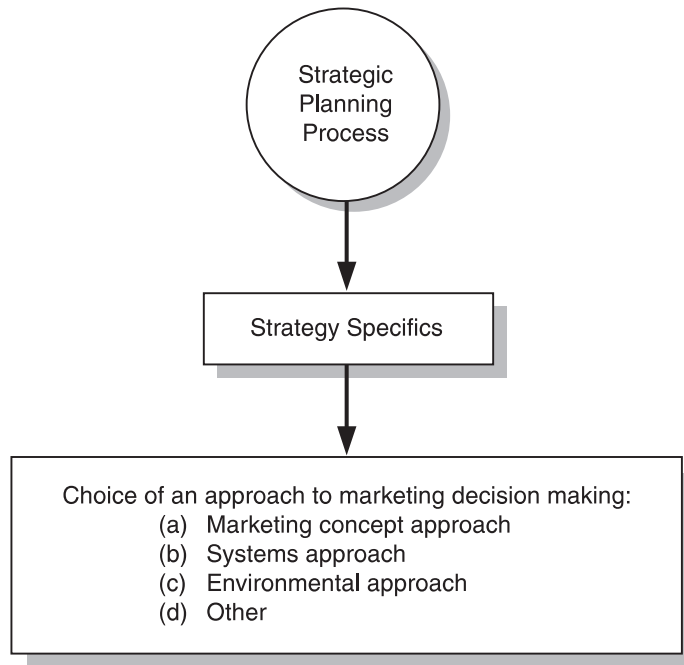 Strategic
Planning
Process
Strategy Specifics
Choice of an approach to marketing decision making:
(a) Marketing concept approach
(b) Systems approach
(c) Environmental approach
(d) Other